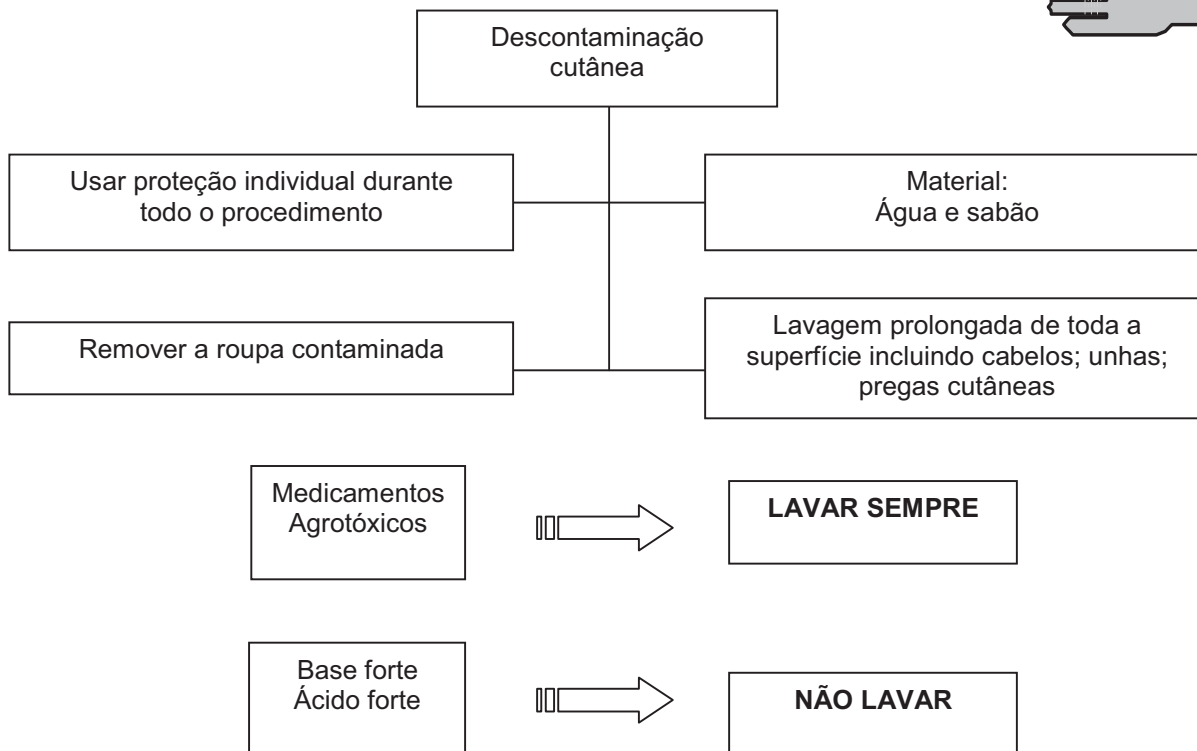 Descontaminação
cutânea
Usar proteção individual durante
todo o procedimento
Material:
Água e sabão
Remover a roupa contaminada
Lavagem prolongada de toda a
superfície incluindo cabelos; unhas;
pregas cutâneas
Medicamentos
Agrotóxicos
LAVAR SEMPRE
Base forte
Ácido forte
NÃO LAVAR